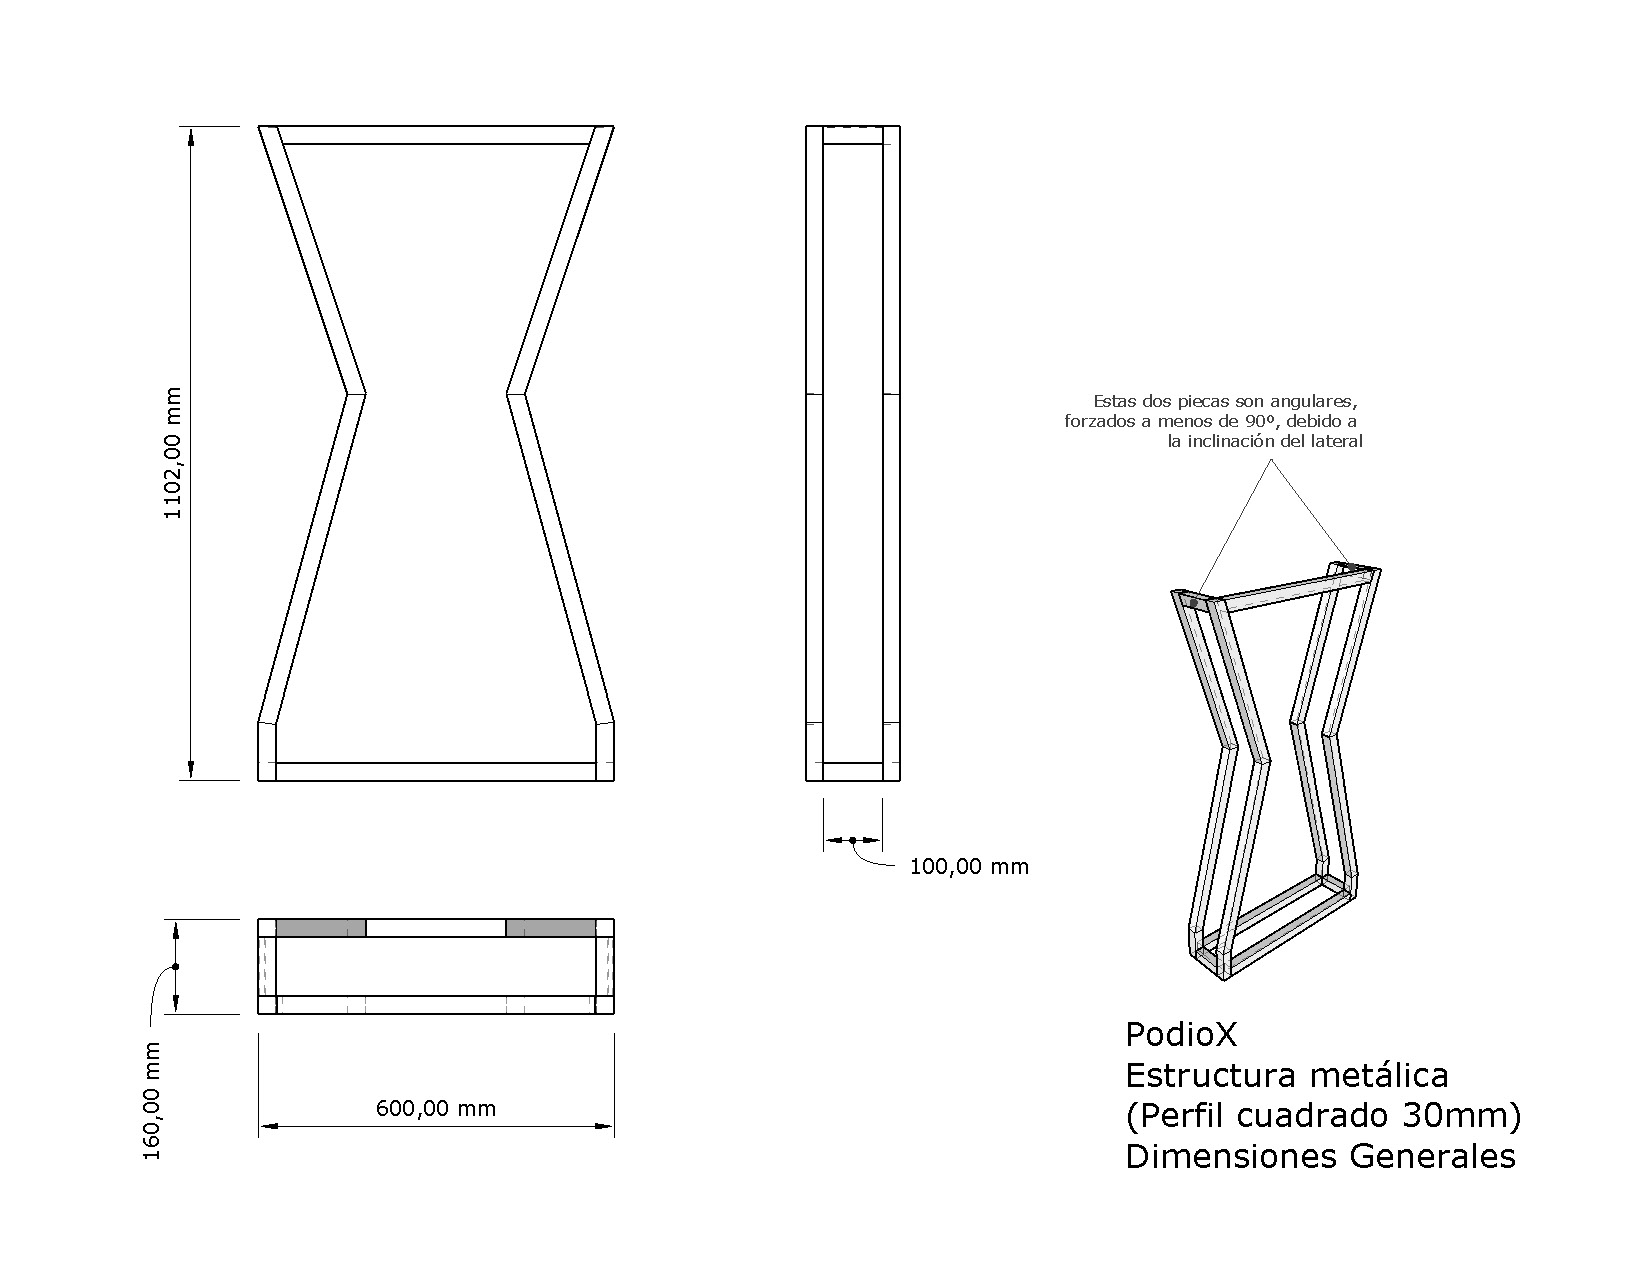 1102,00 mm
Estas dos piecas son angulares,
forzados a menos de 90º, debido a
la inclinación del lateral
100,00 mm
160,00 mm
600,00 mm
PodioX
Estructura metálica
(Perfil cuadrado 30mm)
Dimensiones Generales